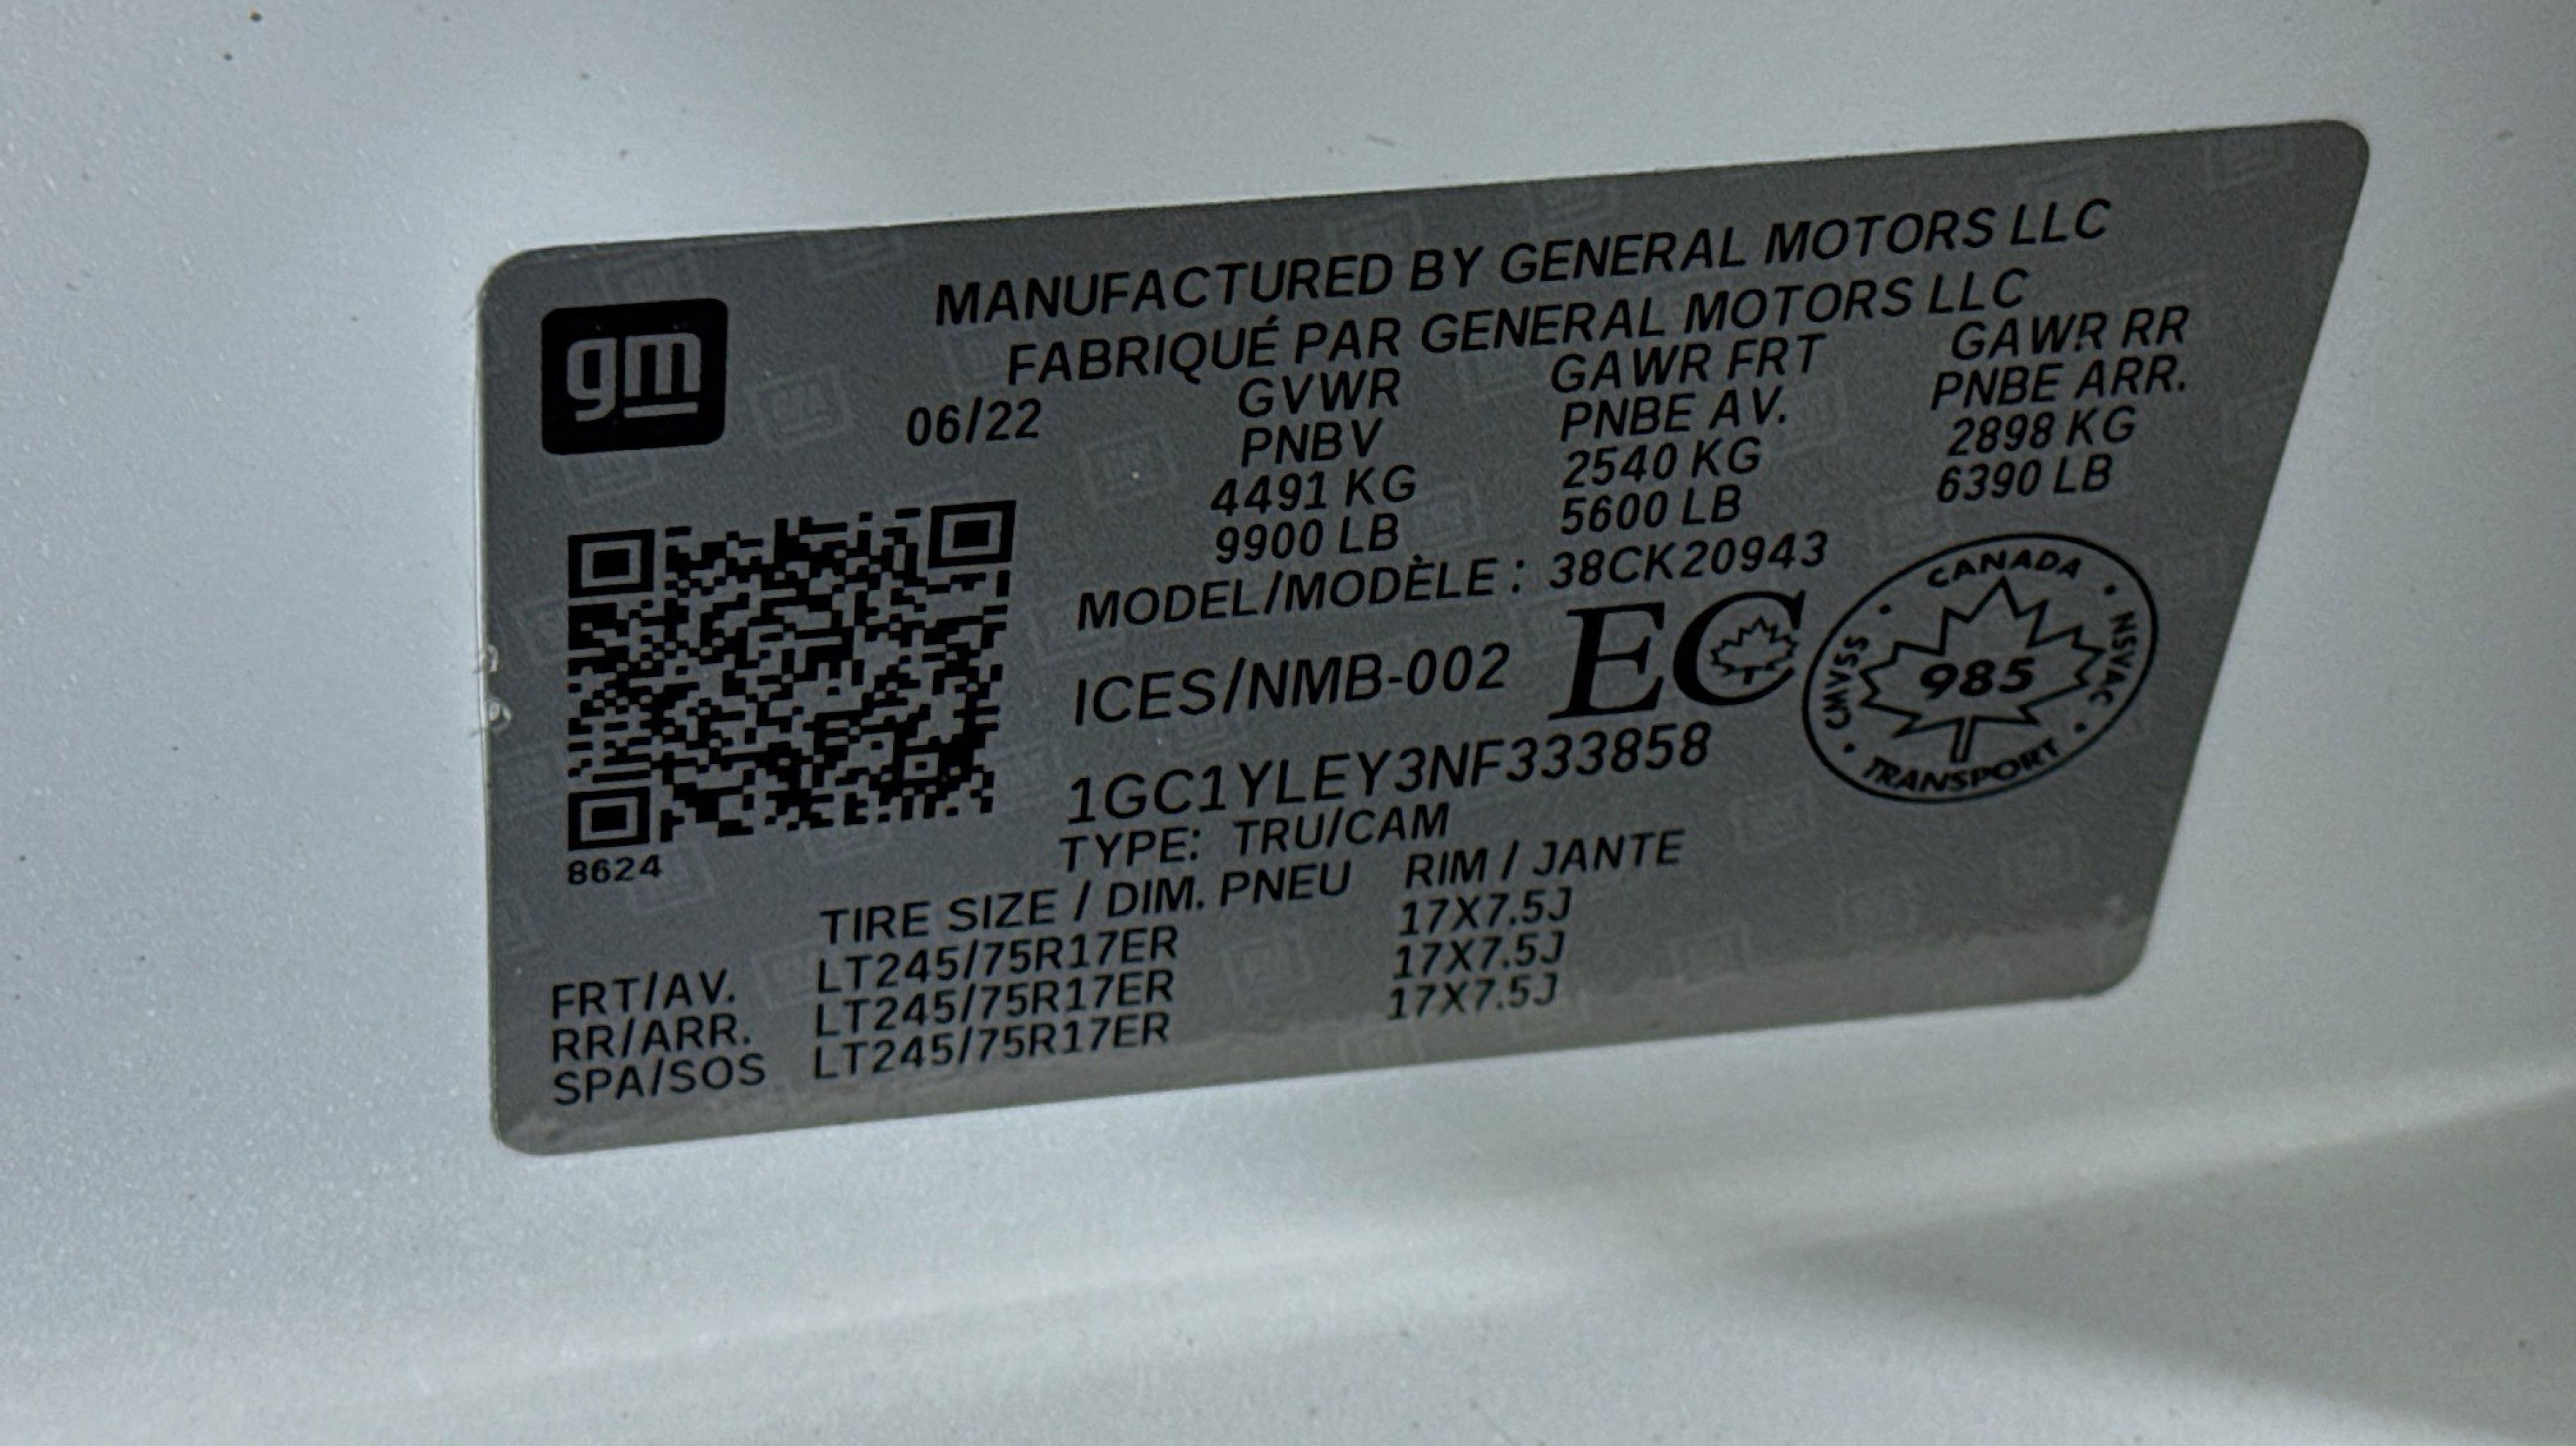 gm
MANUFACTURED BY GENERAL MOTORS LLC
FABRIQUÉ PAR GENERAL MOTORS LLC
06/22
GVWR GAWR FRT GAWR RR
PNBV PNBE AV. PNBE ARR.
4491 KG 2540 KG 2898 KG
9900 LB 5600 LB 6390 LB
MODEL/MODÈLE : 38CK20943
ICES/NMB-002 EC
CANADA • NSVAC • TRANSPORT • CMVSS •
985
1GC1YLEY3NF333858
TYPE: TRU/CAM
8624
TIRE SIZE / DIM. PNEU RIM / JANTE
FRT/AV. LT245/75R17ER 17X7.5J
RR/ARR. LT245/75R17ER 17X7.5J
SPA/SOS LT245/75R17ER 17X7.5J